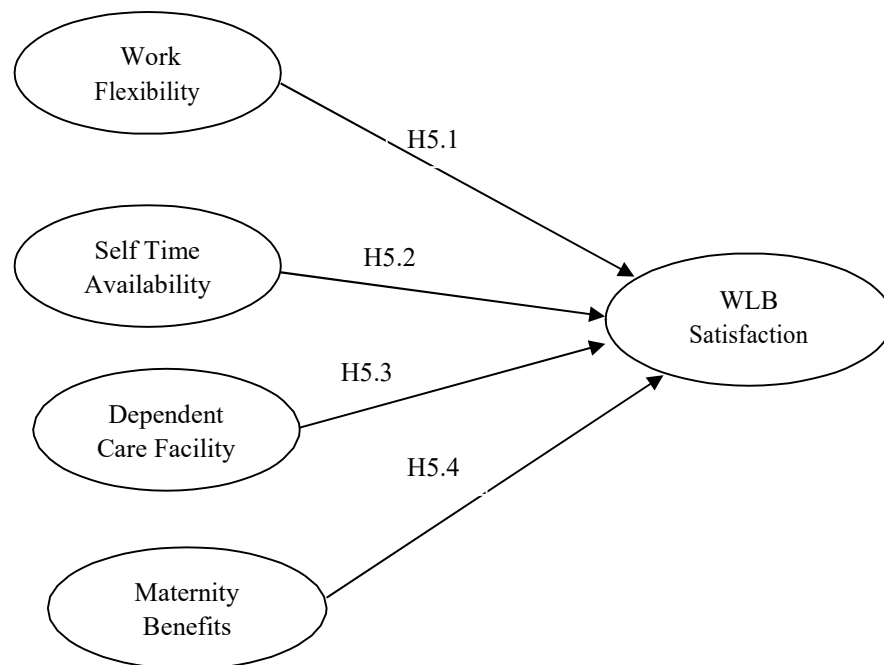 Work
Flexibility
H5.1
Self Time
Availability
H5.2
WLB
Satisfaction
H5.3
Dependent
Care Facility
H5.4
Maternity
Benefits